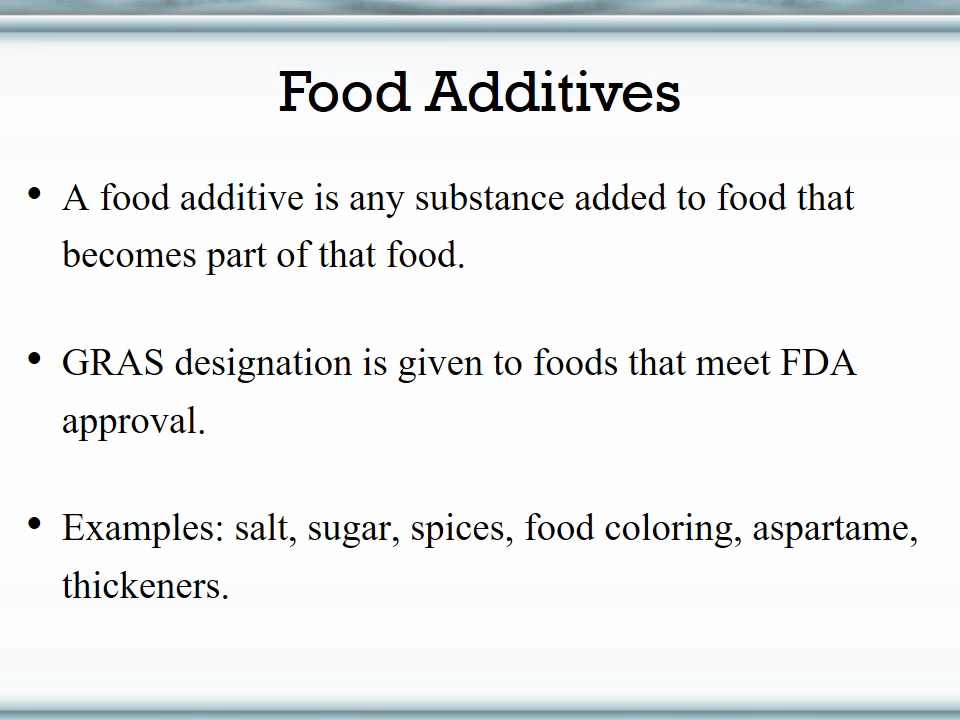 Food Additives
• A food additive is any substance added to food that
becomes part of that food.
• GRAS designation is given to foods that meet FDA
approval.
• Examples: salt, sugar, spices, food coloring, aspartame,
thickeners.